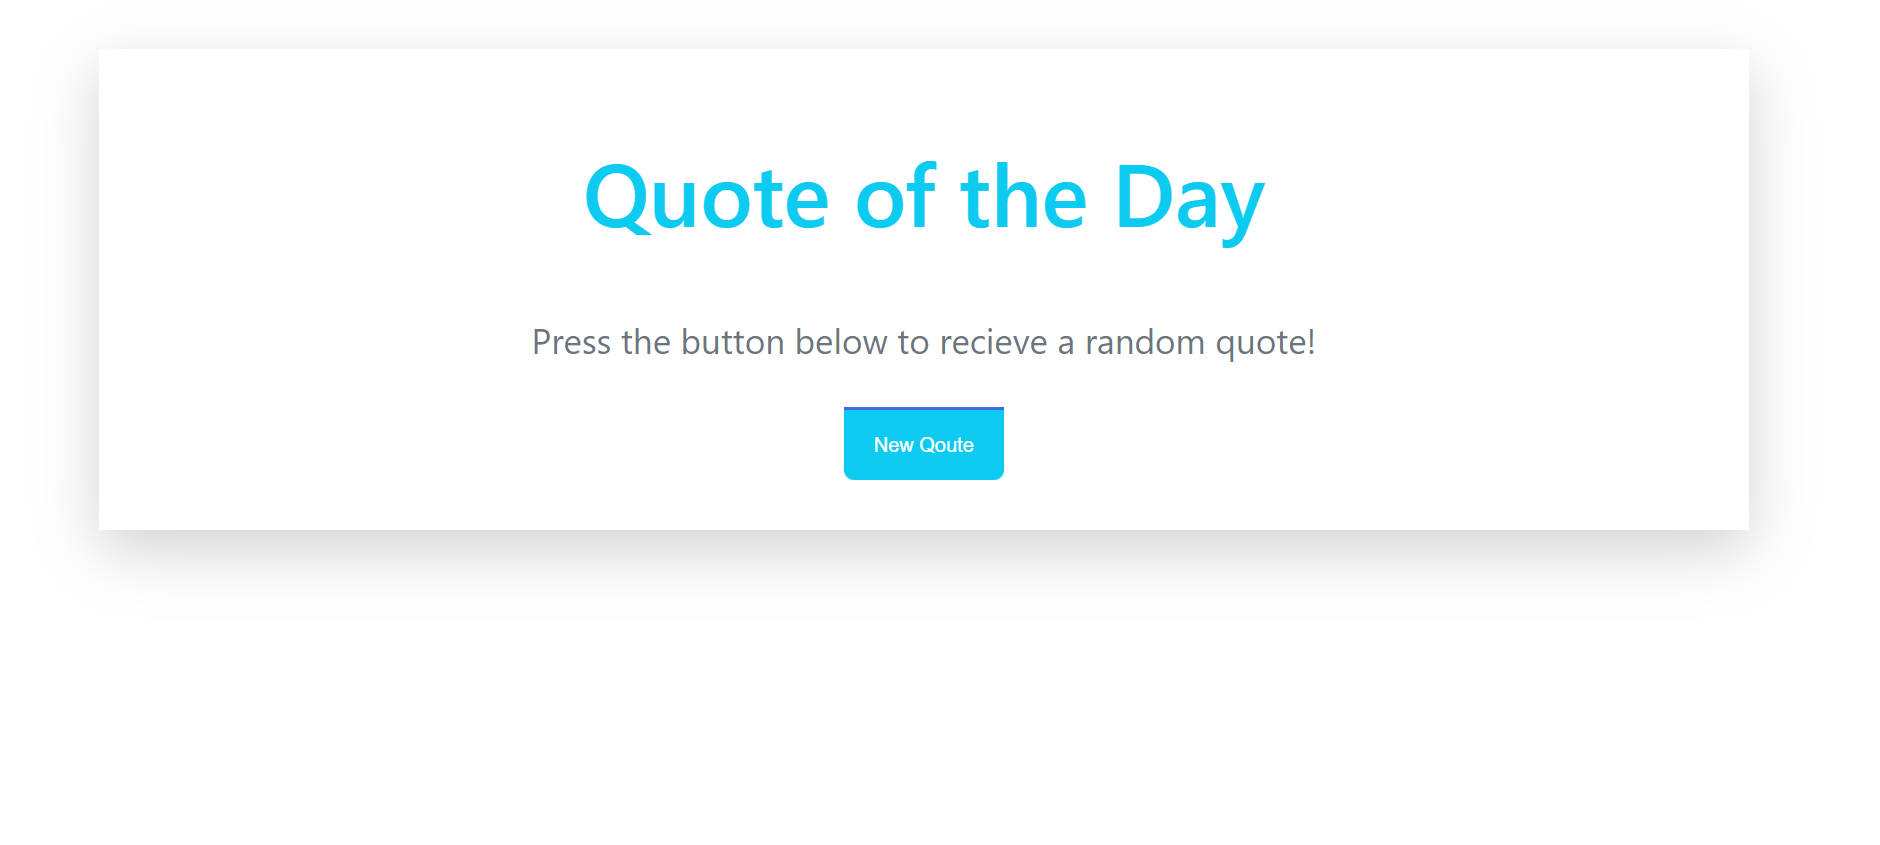 Quote of the Day
Press the button below to recieve a random quote!
New Qoute